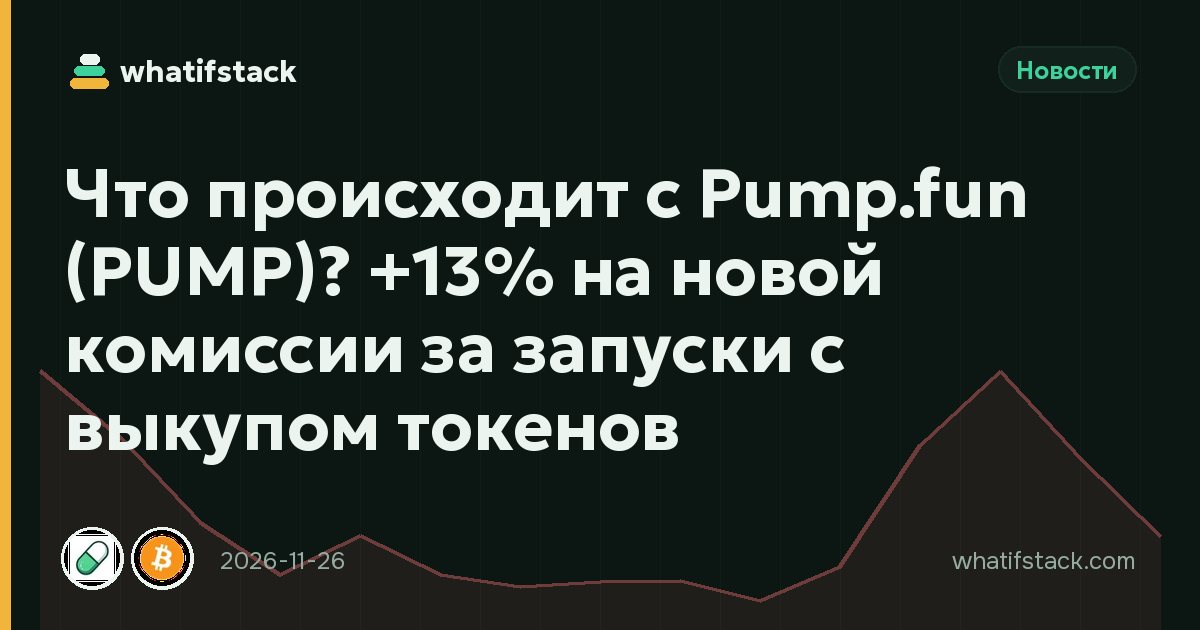 whatifstack
Новости
Что происходит с Pump.fun
(PUMP)? +13% на новой
комиссии за запуски с
выкупом токенов
2026-11-26
whatifstack.com